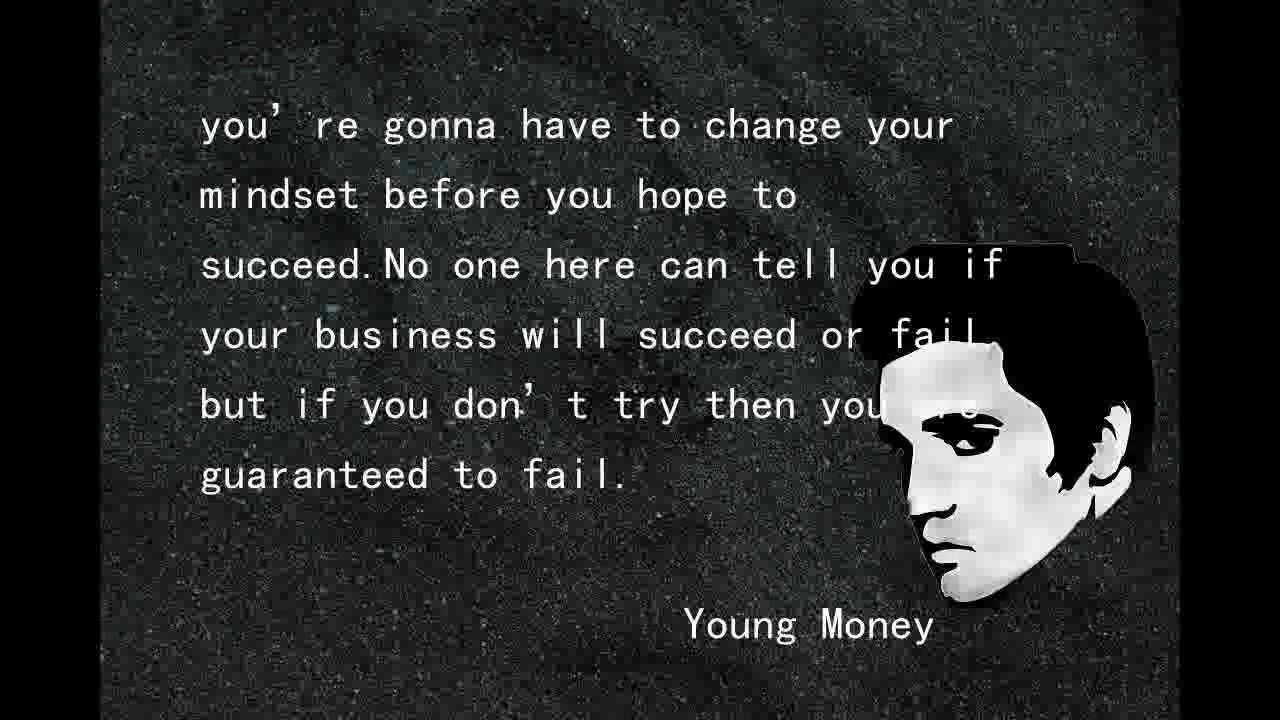 you’re gonna have to change your
mindset before you hope to
succeed.No one here can tell you if
your business will succeed or fail,
but if you don’t try then you
guaranteed to fail.
Young Money